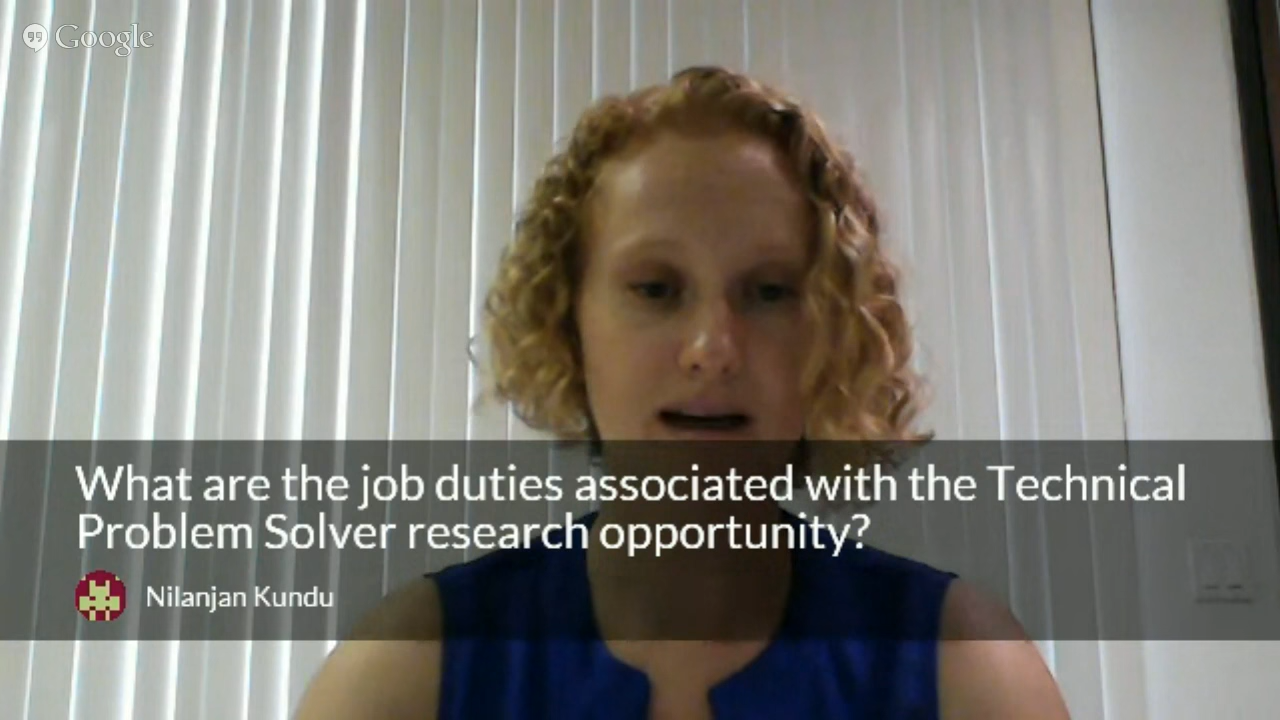 Google
What are the job duties associated with the Technical
Problem Solver research opportunity?
Nilanjan Kundu